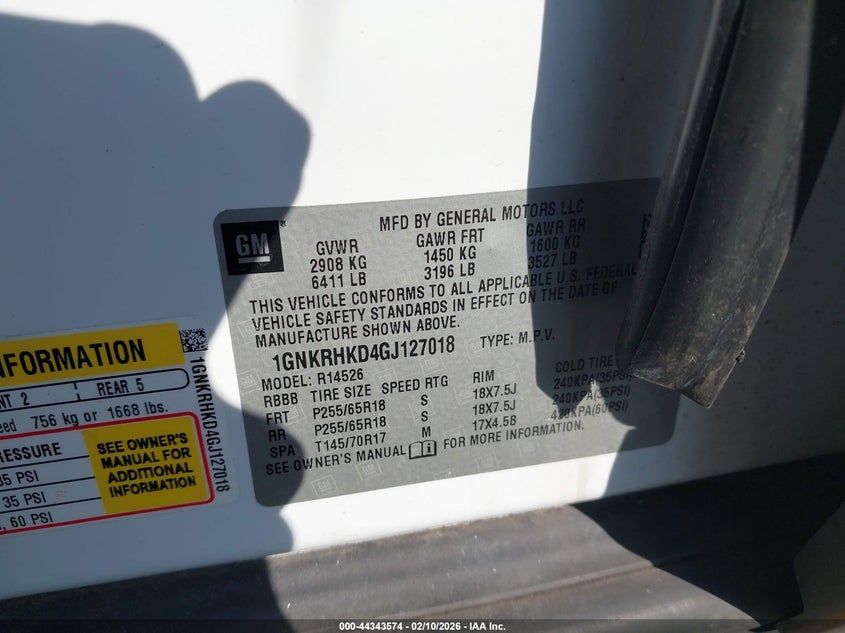 GM
MFD BY GENERAL MOTORS LLC
GVWR GAWR FRT GAWR RR
2908 KG 1450 KG 1600 KG
6411 LB 3196 LB 3527 LB
THIS VEHICLE CONFORMS TO ALL APPLICABLE U.S. FEDERAL
VEHICLE SAFETY STANDARDS IN EFFECT ON THE DATE OF
MANUFACTURE SHOWN ABOVE.
1GNKRHKD4GJ127018 TYPE: M.P.V.
MODEL: R14526
RBBB TIRE SIZE SPEED RTG RIM COLD TIRE
FRT P255/65R18 S 18X7.5J 240KPA(35PSI)
RR P255/65R18 S 18X7.5J 240KPA(35PSI)
SPA T145/70R17 M 17X4.5B 420KPA(60PSI)
SEE OWNER'S MANUAL FOR MORE INFORMATION.
INFORMATION
2 REAR 5
756 kg or 1668 lbs.
SEE OWNER'S
MANUAL FOR
ADDITIONAL
INFORMATION
35 PSI
35 PSI
60 PSI
1GNKRHKD4GJ127018
000-44343574 | 02/10/2026 - IAA Inc.